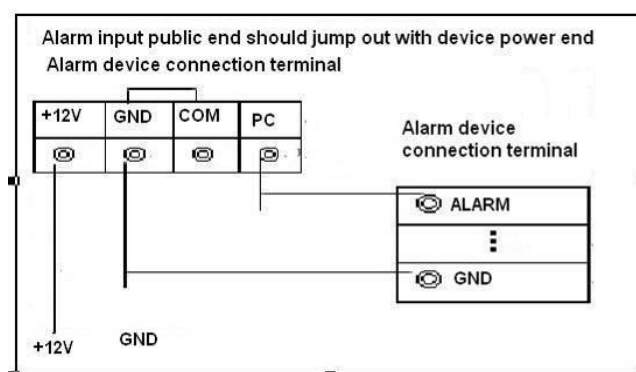 Alarm input public end should jump out with device power end
Alarm device connection terminal
+12V GND COM PC
Alarm device
connection terminal
ALARM
GND
+12V GND